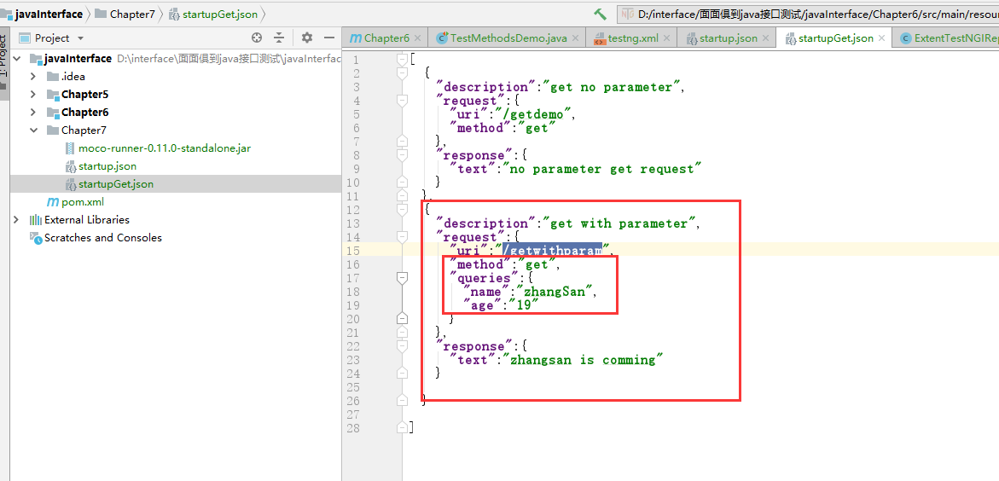 javaInterface Chapter7 startupGet.json D:/interface/面面俱到java接口测试/javaInterface/Chapter6/src/main/resour
Project
1: Project
Chapter6 TestMethodsDemo.java testng.xml startup.json startupGet.json ExtentTestNGIRep
javaInterface D:\interface\面面俱到java接口测试\javaInterfac
.idea
Chapter5
Chapter6
Chapter7
moco-runner-0.11.0-standalone.jar
startup.json
startupGet.json
pom.xml
External Libraries
Scratches and Consoles
1 [
2 {
3 "description":"get no parameter",
4 "request":{
5 "uri":"/getdemo",
6 "method":"get"
7 },
8 "response":{
9 "text":"no parameter get request"
10 }
11 },
12 {
13 "description":"get with parameter",
14 "request":{
15 "uri":"/getwithparam",
16 "method":"get",
17 "queries":{
18 "name":"zhangSan",
19 "age":"19"
20 }
21 },
22 "response":{
23 "text":"zhangsan is comming"
24 }
25
26 }
27
28 ]